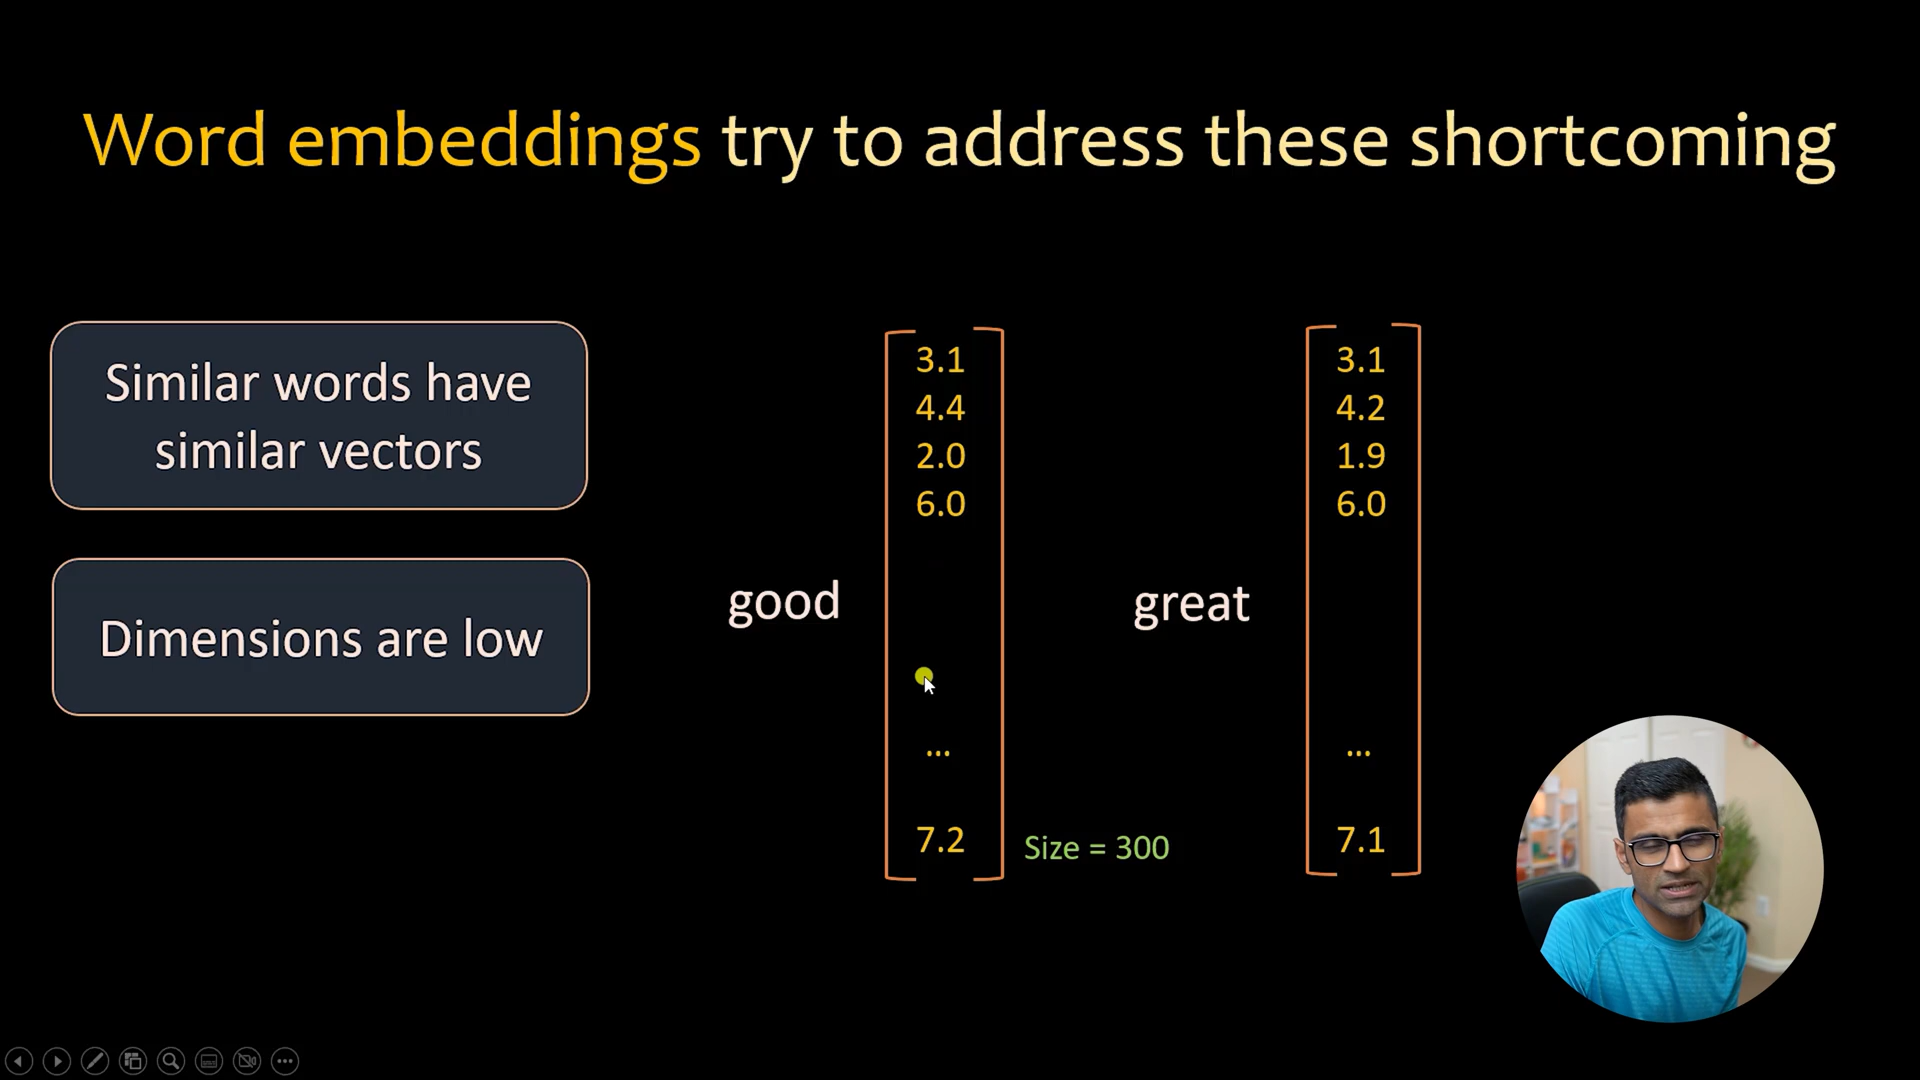 Word embeddings try to address these shortcoming
Similar words have
similar vectors
Dimensions are low
good
3.1
4.4
2.0
6.0
...
7.2
Size = 300
great
3.1
4.2
1.9
6.0
...
7.1